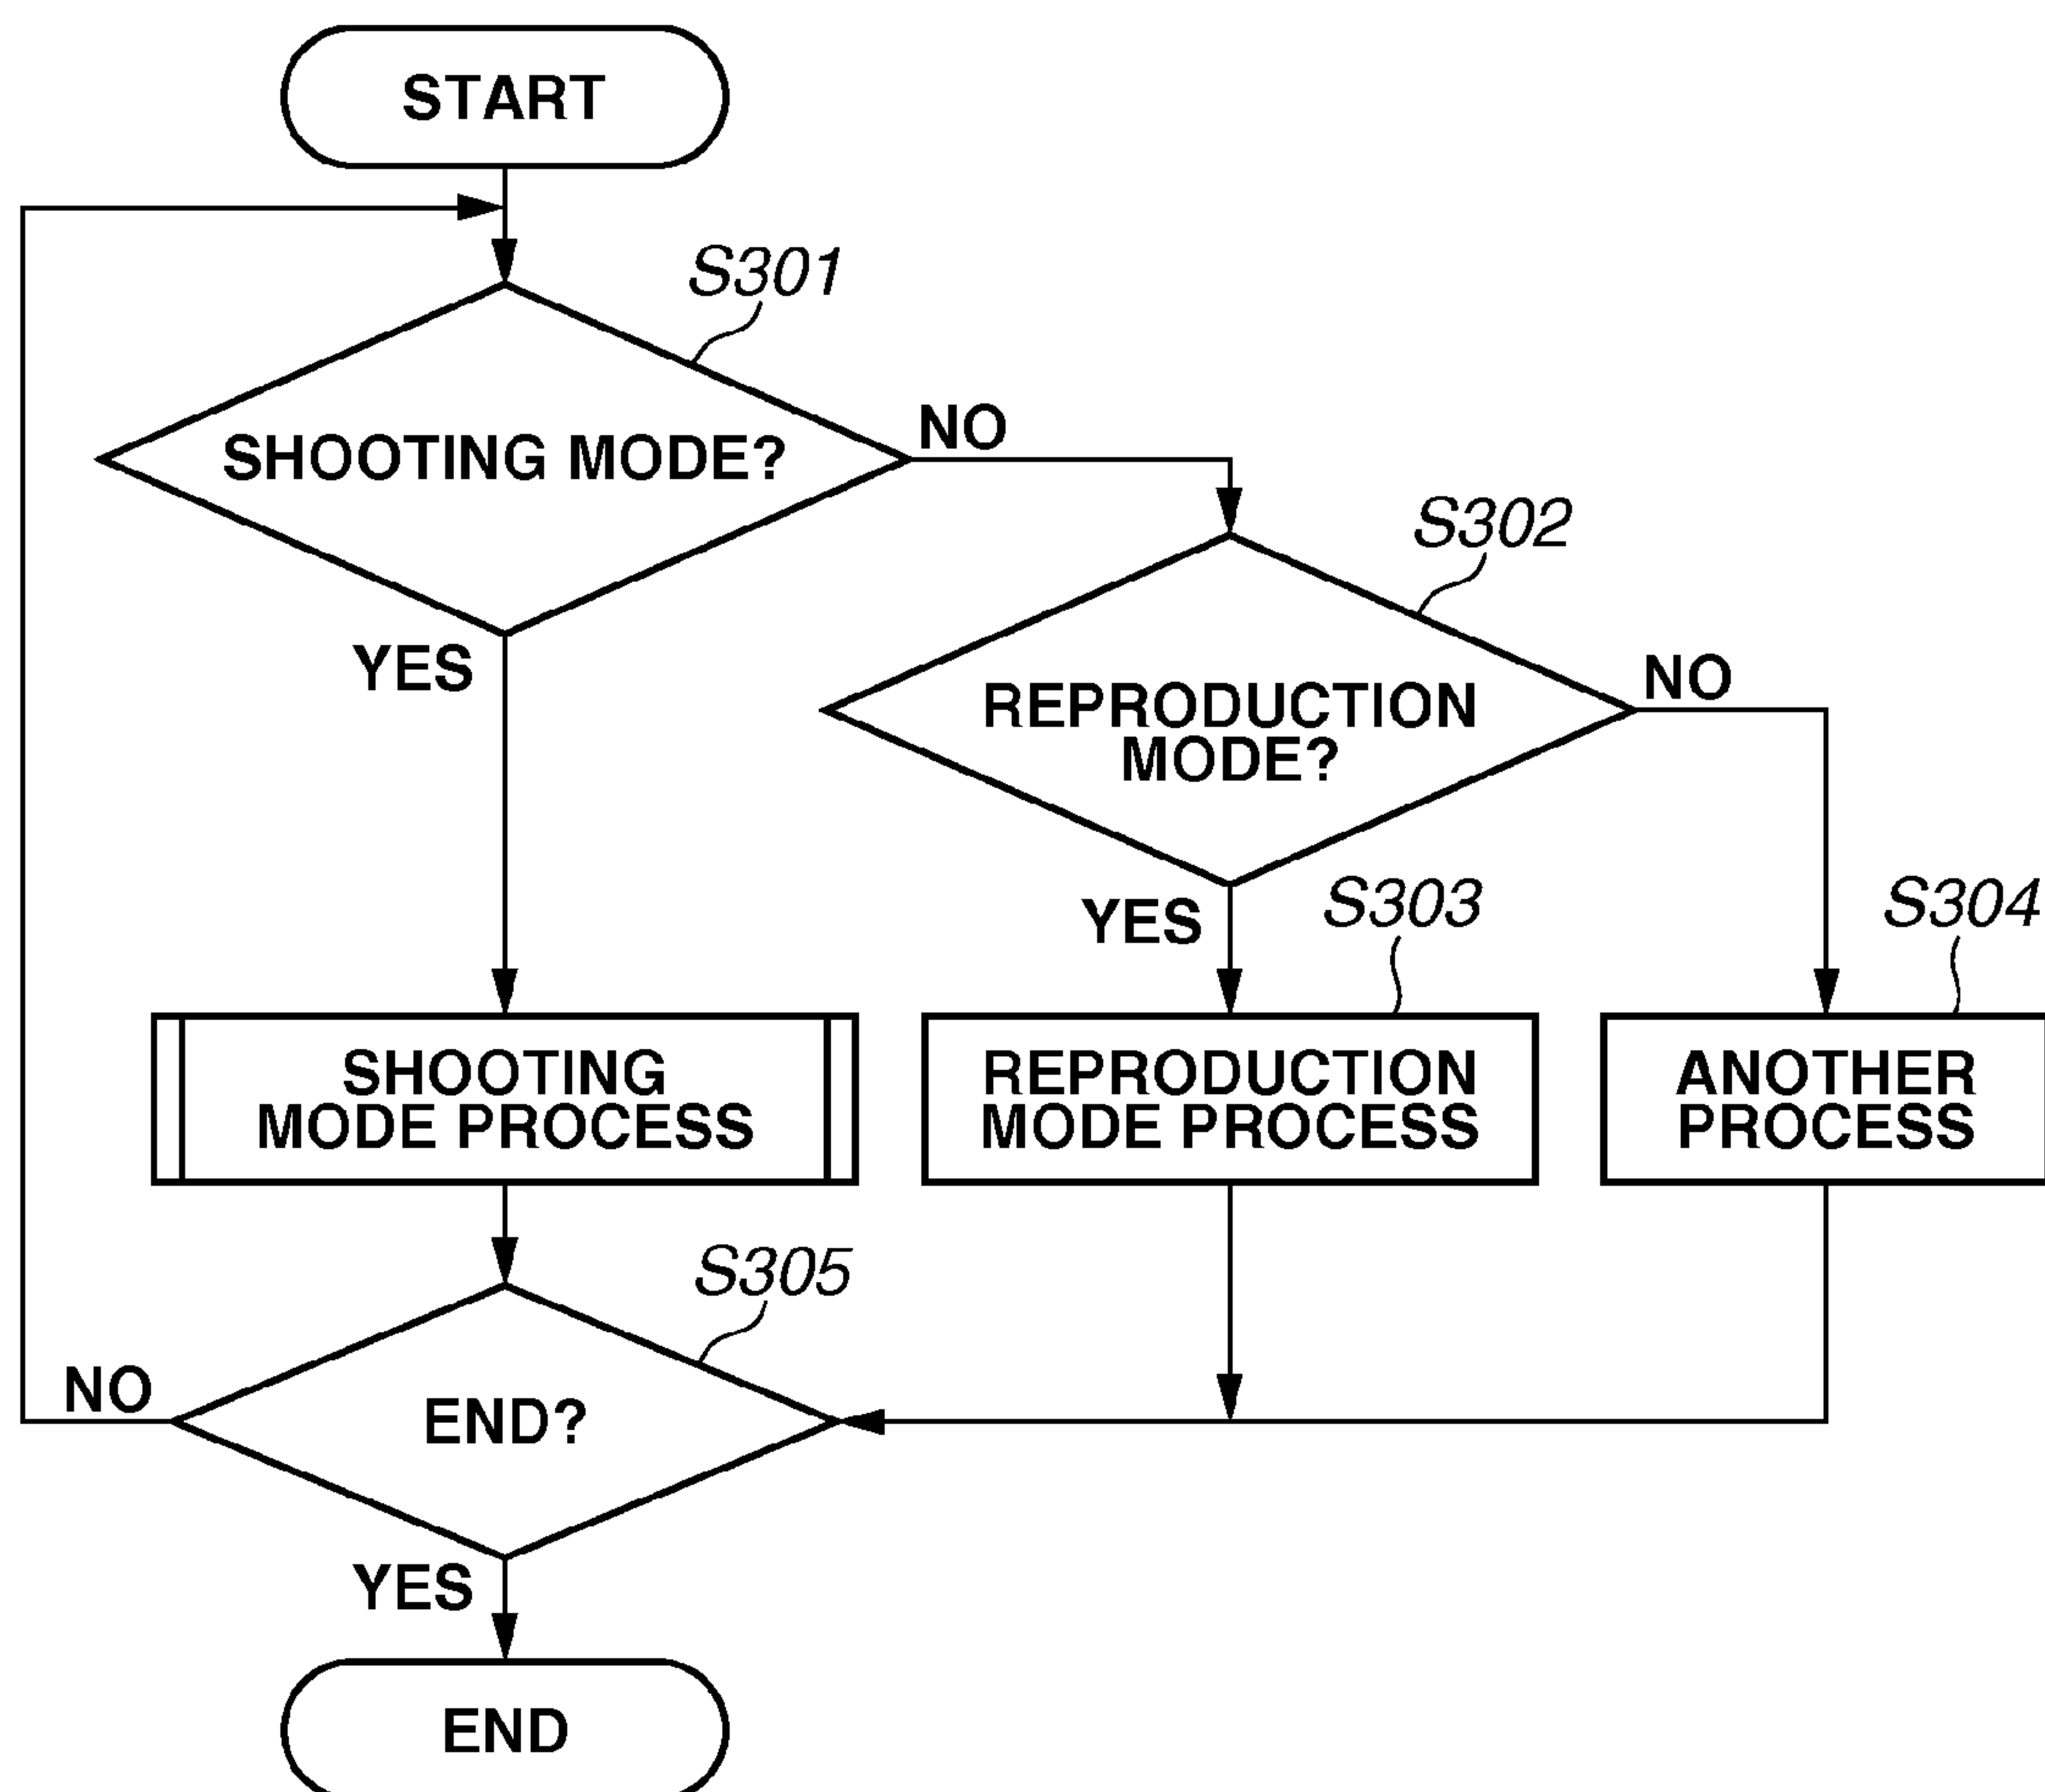 START
S301
SHOOTING MODE?
NO
S302
YES
REPRODUCTION
MODE?
NO
YES
S303
S304
SHOOTING
MODE PROCESS
REPRODUCTION
MODE PROCESS
ANOTHER
PROCESS
S305
NO
END?
YES
END